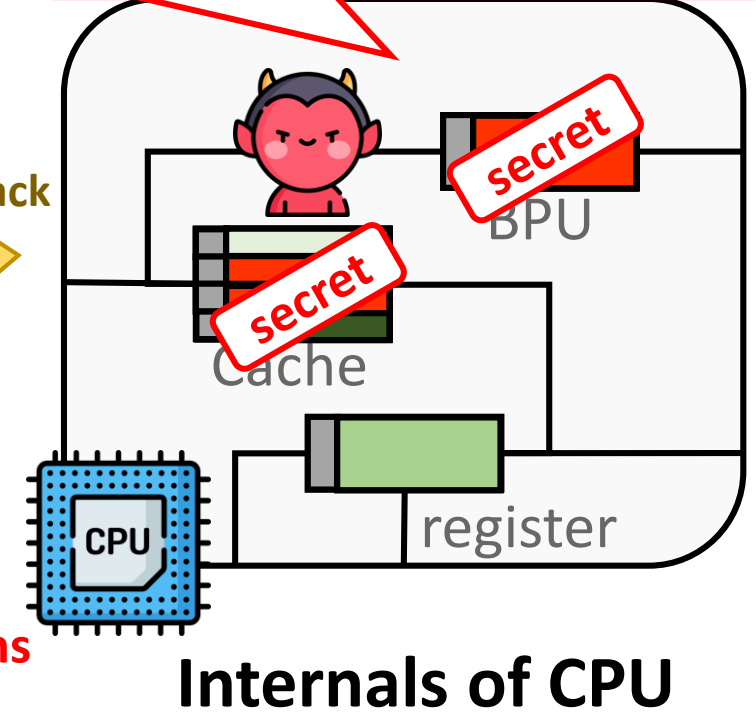 secret
BPU
secret
Cache
register
CPU
Internals of CPU